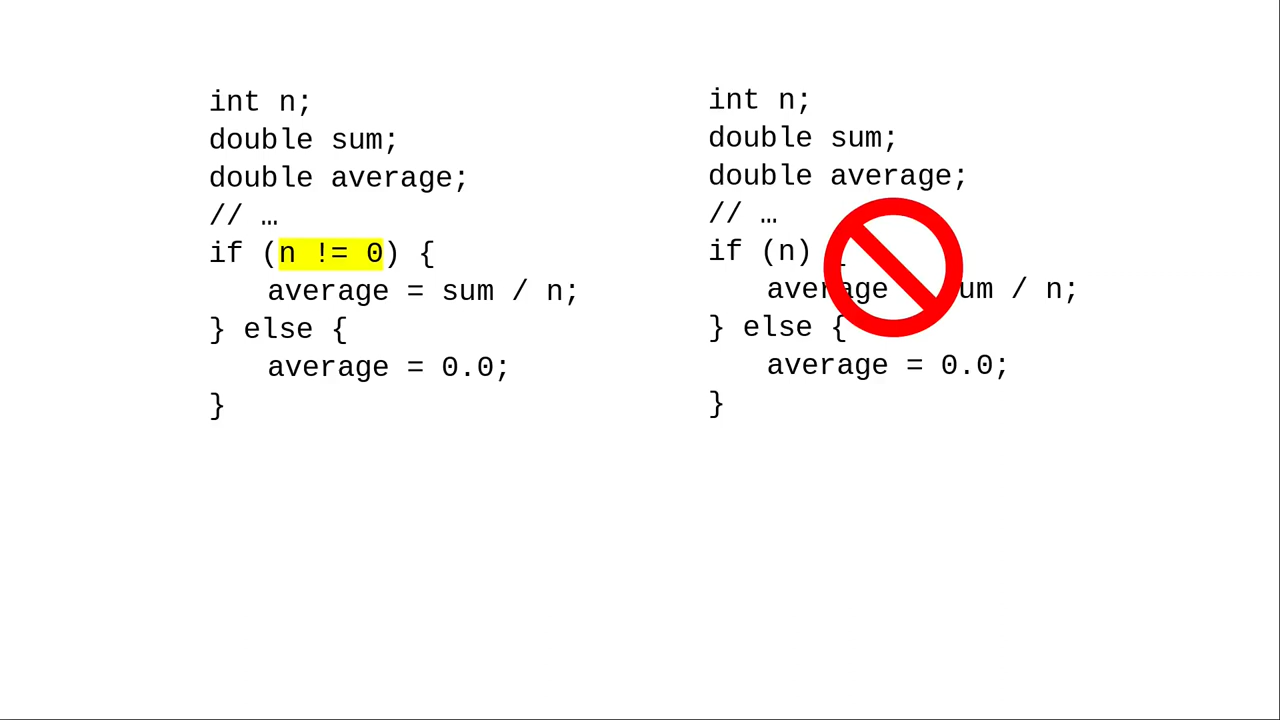 int n;
double sum;
double average;
// …
if (n != 0) {
average = sum / n;
} else {
average = 0.0;
}
int n;
double sum;
double average;
// …
if (n)
average um / n;
} else {
average = 0.0;
}